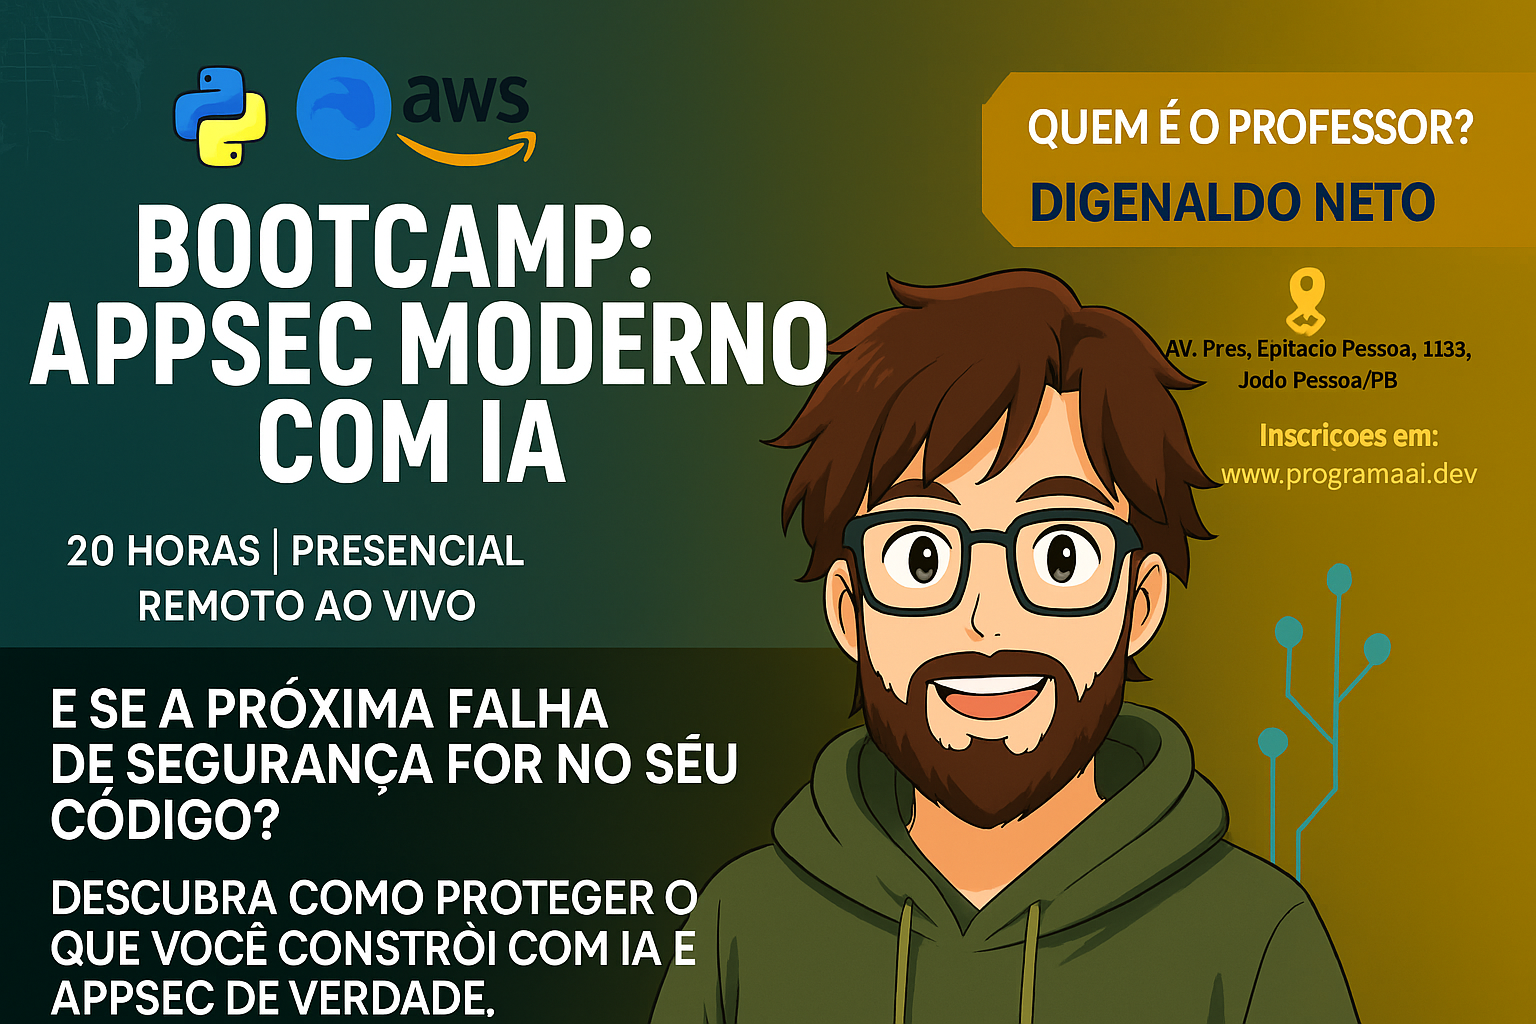 aws
BOOTCAMP:
APPSEC MODERNO
COM IA
20 HORAS | PRESENCIAL
REMOTO AO VIVO
E SE A PRÓXIMA FALHA
DE SEGURANÇA FOR NO SẼU
CÓDIGO?
DESCUBRA COMO PROTEGER O
QUE VOCÊ CONSTRÒI COM IA E
APPSEC DE VERDADE.
QUEM É O PROFESSOR?
DIGENALDO NETO
AV. Pres, Epitacio Pessoa, 1133,
Jodo Pessoa/PB
Inscriçoes em:
www.programaai.dev